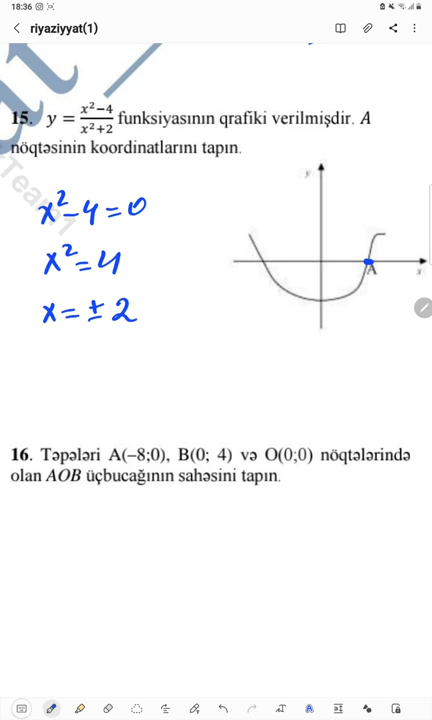 18:36
riyaziyyat(1)
Team1
15. y = x²−4/x²+2 funksiyasının qrafiki verilmişdir. A
nöqtəsinin koordinatlarını tapın.
x²-4=0
x²=4
x=±2
y
A
x
16. Təpələri A(–8;0), B(0; 4) və O(0;0) nöqtələrində
olan AOB üçbucağının sahəsini tapın.